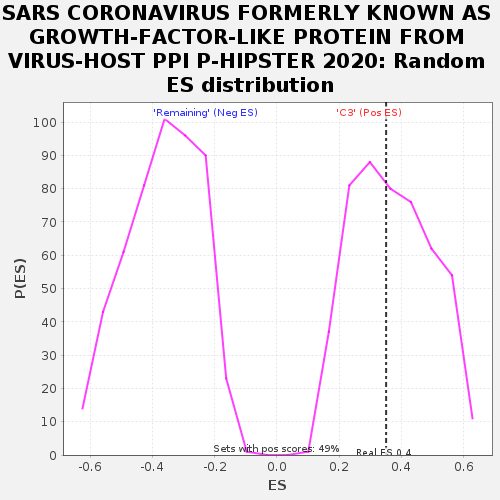 SARS CORONAVIRUS FORMERLY KNOWN AS
GROWTH-FACTOR-LIKE PROTEIN FROM
VIRUS-HOST PPI P-HIPSTER 2020: Random
ES distribution
'Remaining' (Neg ES)
'C3' (Pos ES)
100
90
80
70
60
50
40
30
20
10
0
P(ES)
Sets with pos scores: 49%
Real ES 0.4
-0.6
-0.4
-0.2
0.0
0.2
0.4
0.6
ES